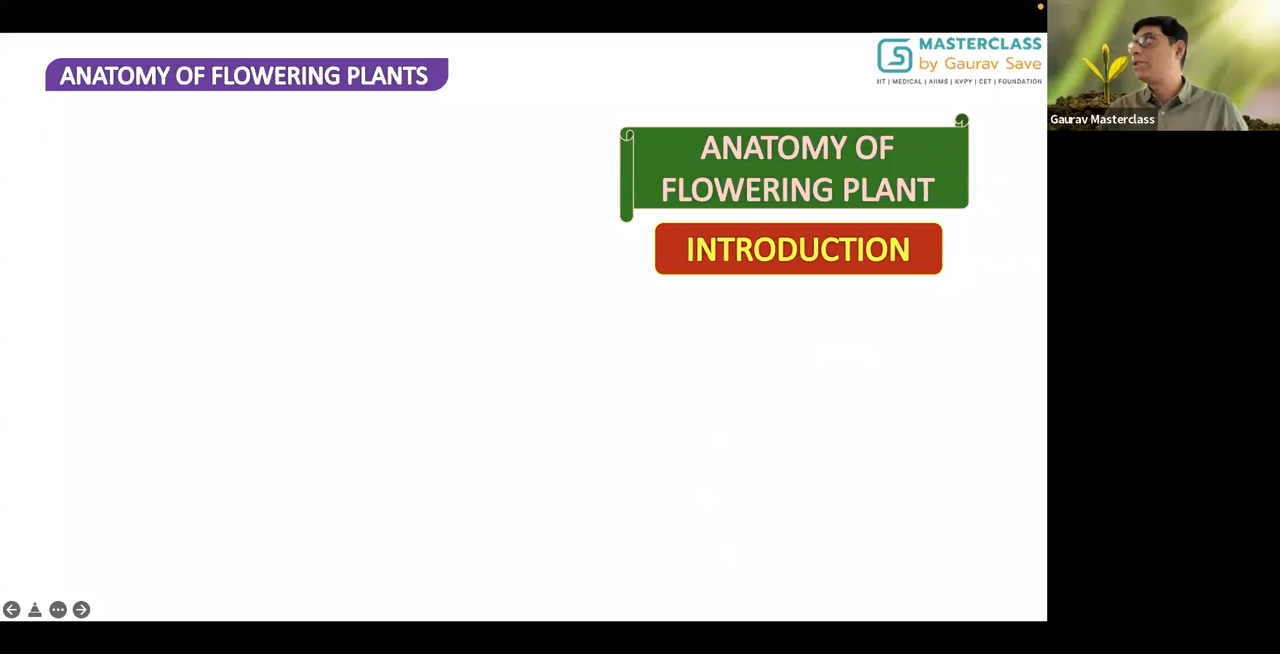 ANATOMY OF FLOWERING PLANTS
MASTERCLASS
by Gaurav Save
IIT | MEDICAL | AIIMS | KVPY | CET | FOUNDATION
Gaurav Masterclass
ANATOMY OF
FLOWERING PLANT
INTRODUCTION